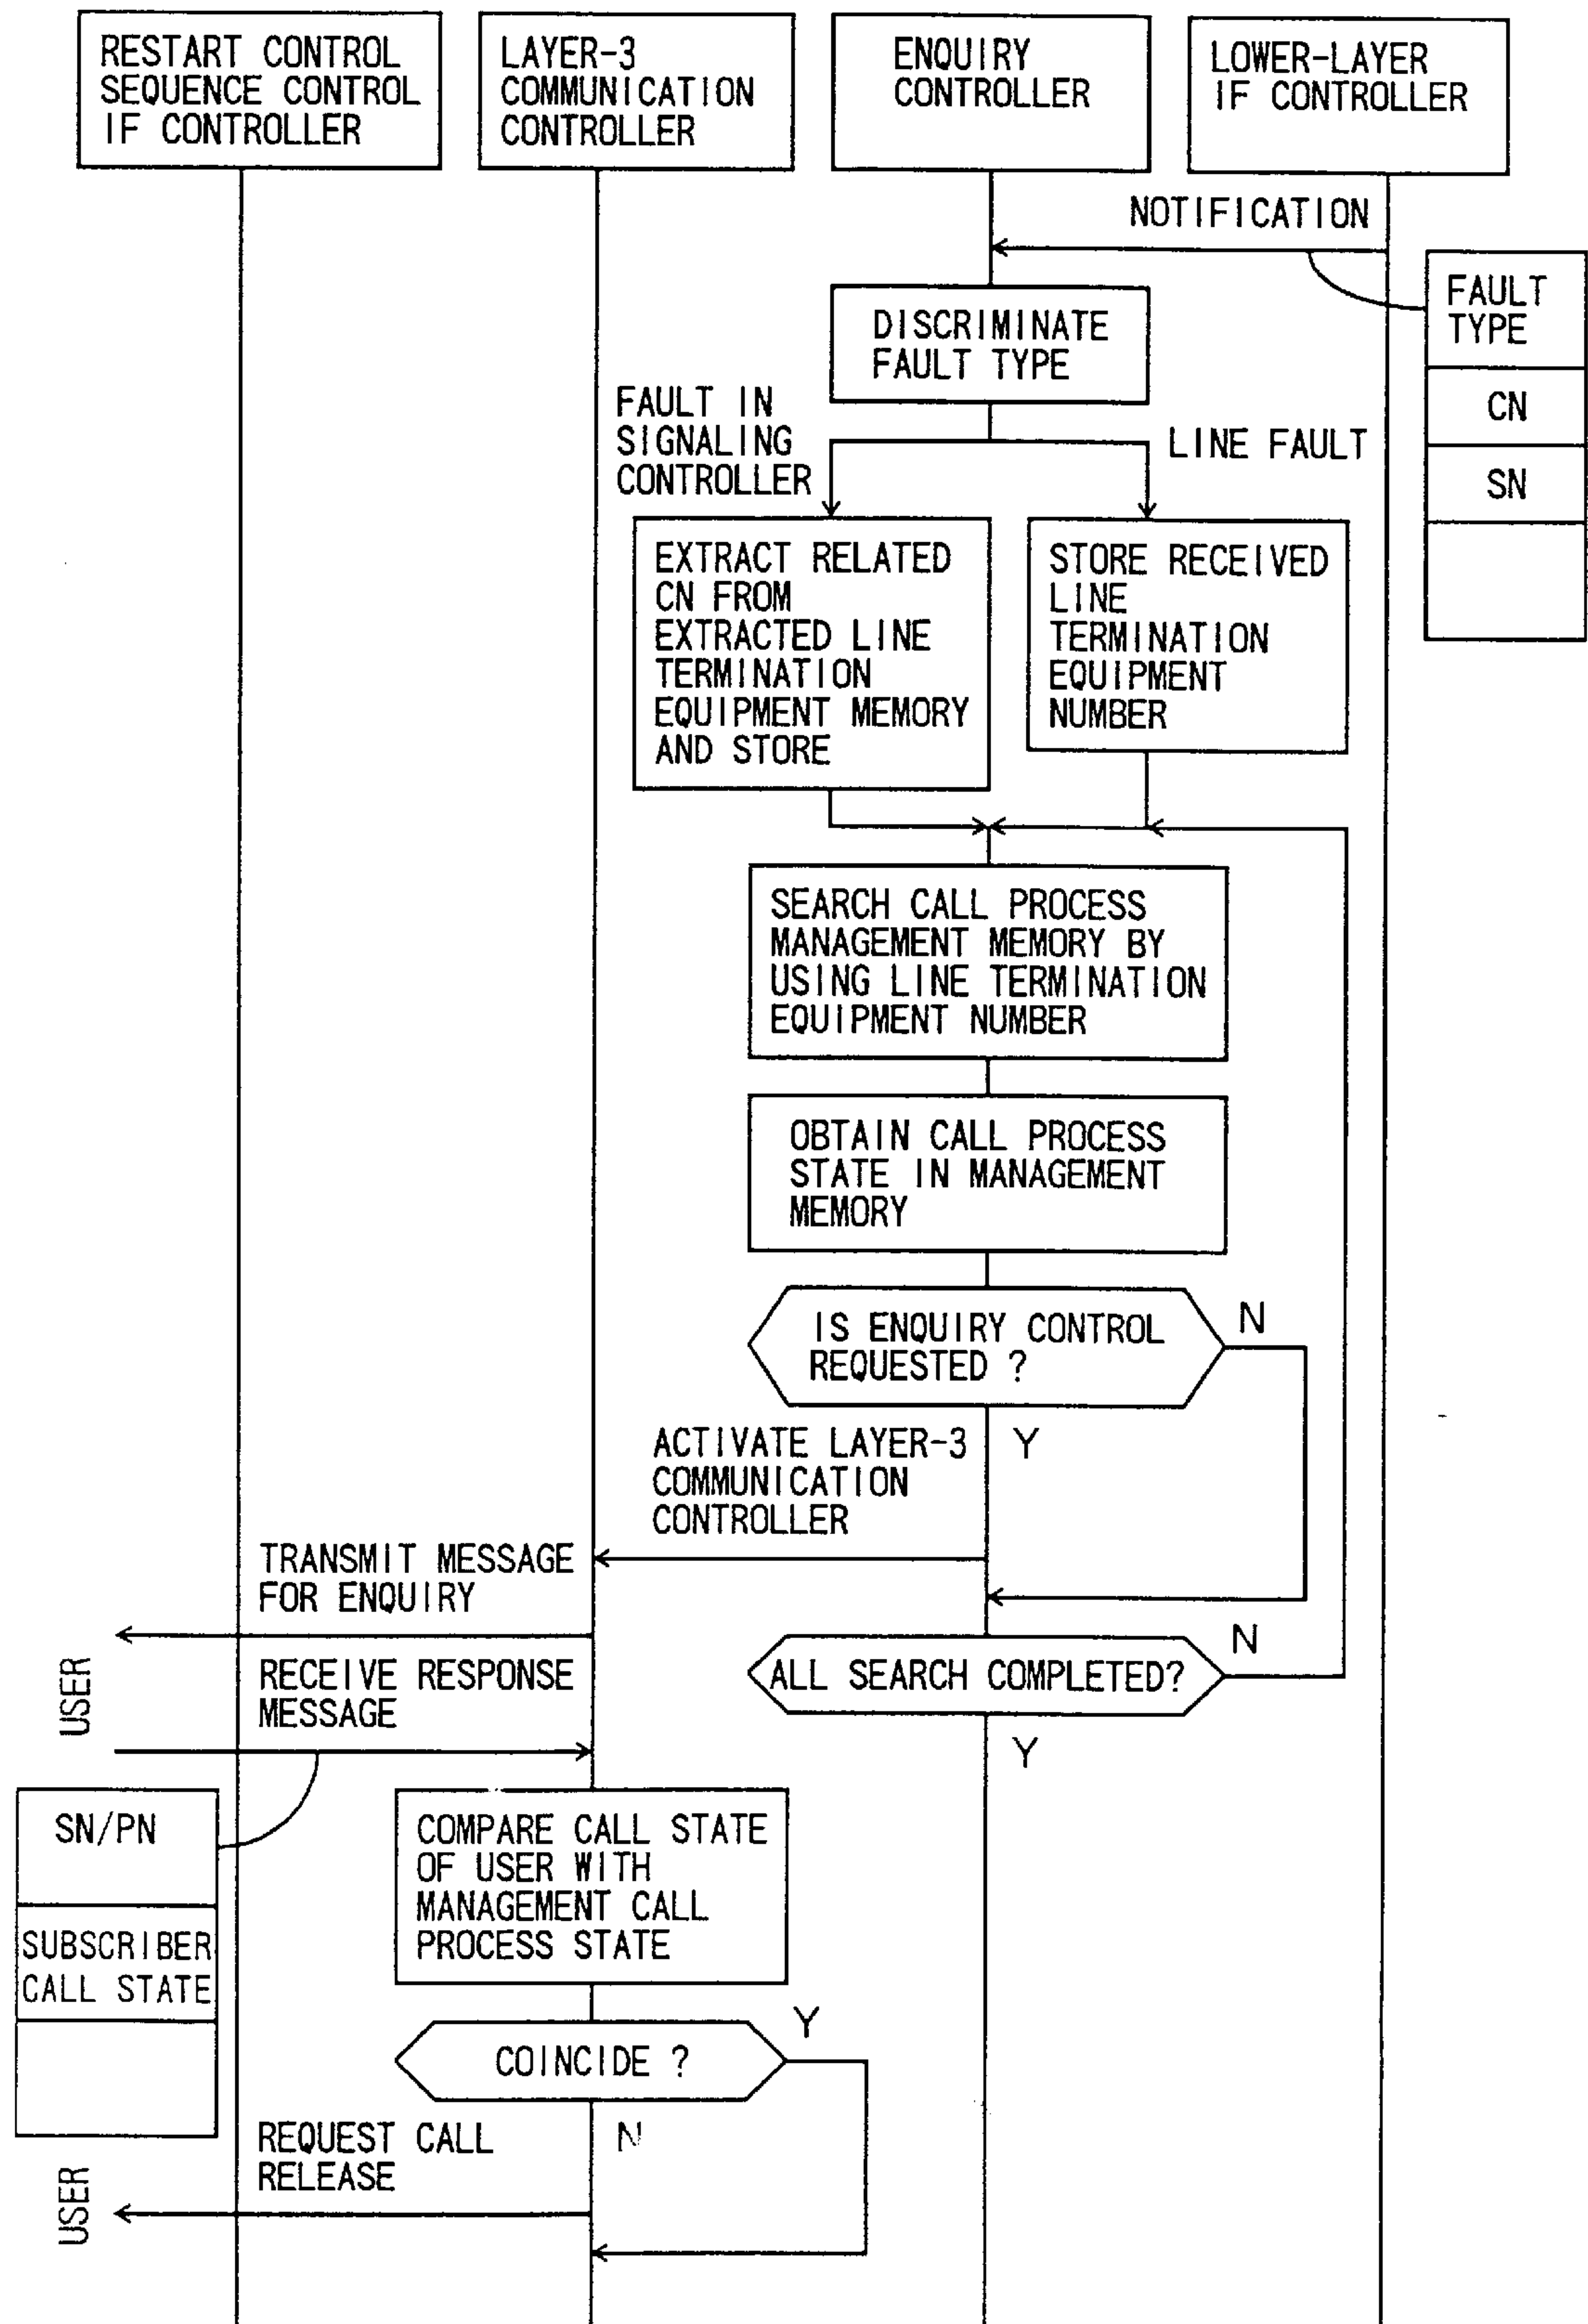 RESTART CONTROL
SEQUENCE CONTROL
IF CONTROLLER
LAYER-3
COMMUNICATION
CONTROLLER
ENQUIRY
CONTROLLER
LOWER-LAYER
IF CONTROLLER
NOTIFICATION
FAULT
TYPE
CN
SN
DISCRIMINATE
FAULT TYPE
FAULT IN
SIGNALING
CONTROLLER
LINE FAULT
EXTRACT RELATED
CN FROM
EXTRACTED LINE
TERMINATION
EQUIPMENT MEMORY
AND STORE
STORE RECEIVED
LINE
TERMINATION
EQUIPMENT
NUMBER
SEARCH CALL PROCESS
MANAGEMENT MEMORY BY
USING LINE TERMINATION
EQUIPMENT NUMBER
OBTAIN CALL PROCESS
STATE IN MANAGEMENT
MEMORY
IS ENQUIRY CONTROL
REQUESTED ?
N
Y
ACTIVATE LAYER-3
COMMUNICATION
CONTROLLER
TRANSMIT MESSAGE
FOR ENQUIRY
USER
ALL SEARCH COMPLETED?
N
Y
RECEIVE RESPONSE
MESSAGE
SN/PN
SUBSCRIBER
CALL STATE
COMPARE CALL STATE
OF USER WITH
MANAGEMENT CALL
PROCESS STATE
COINCIDE ?
Y
N
REQUEST CALL
RELEASE
USER